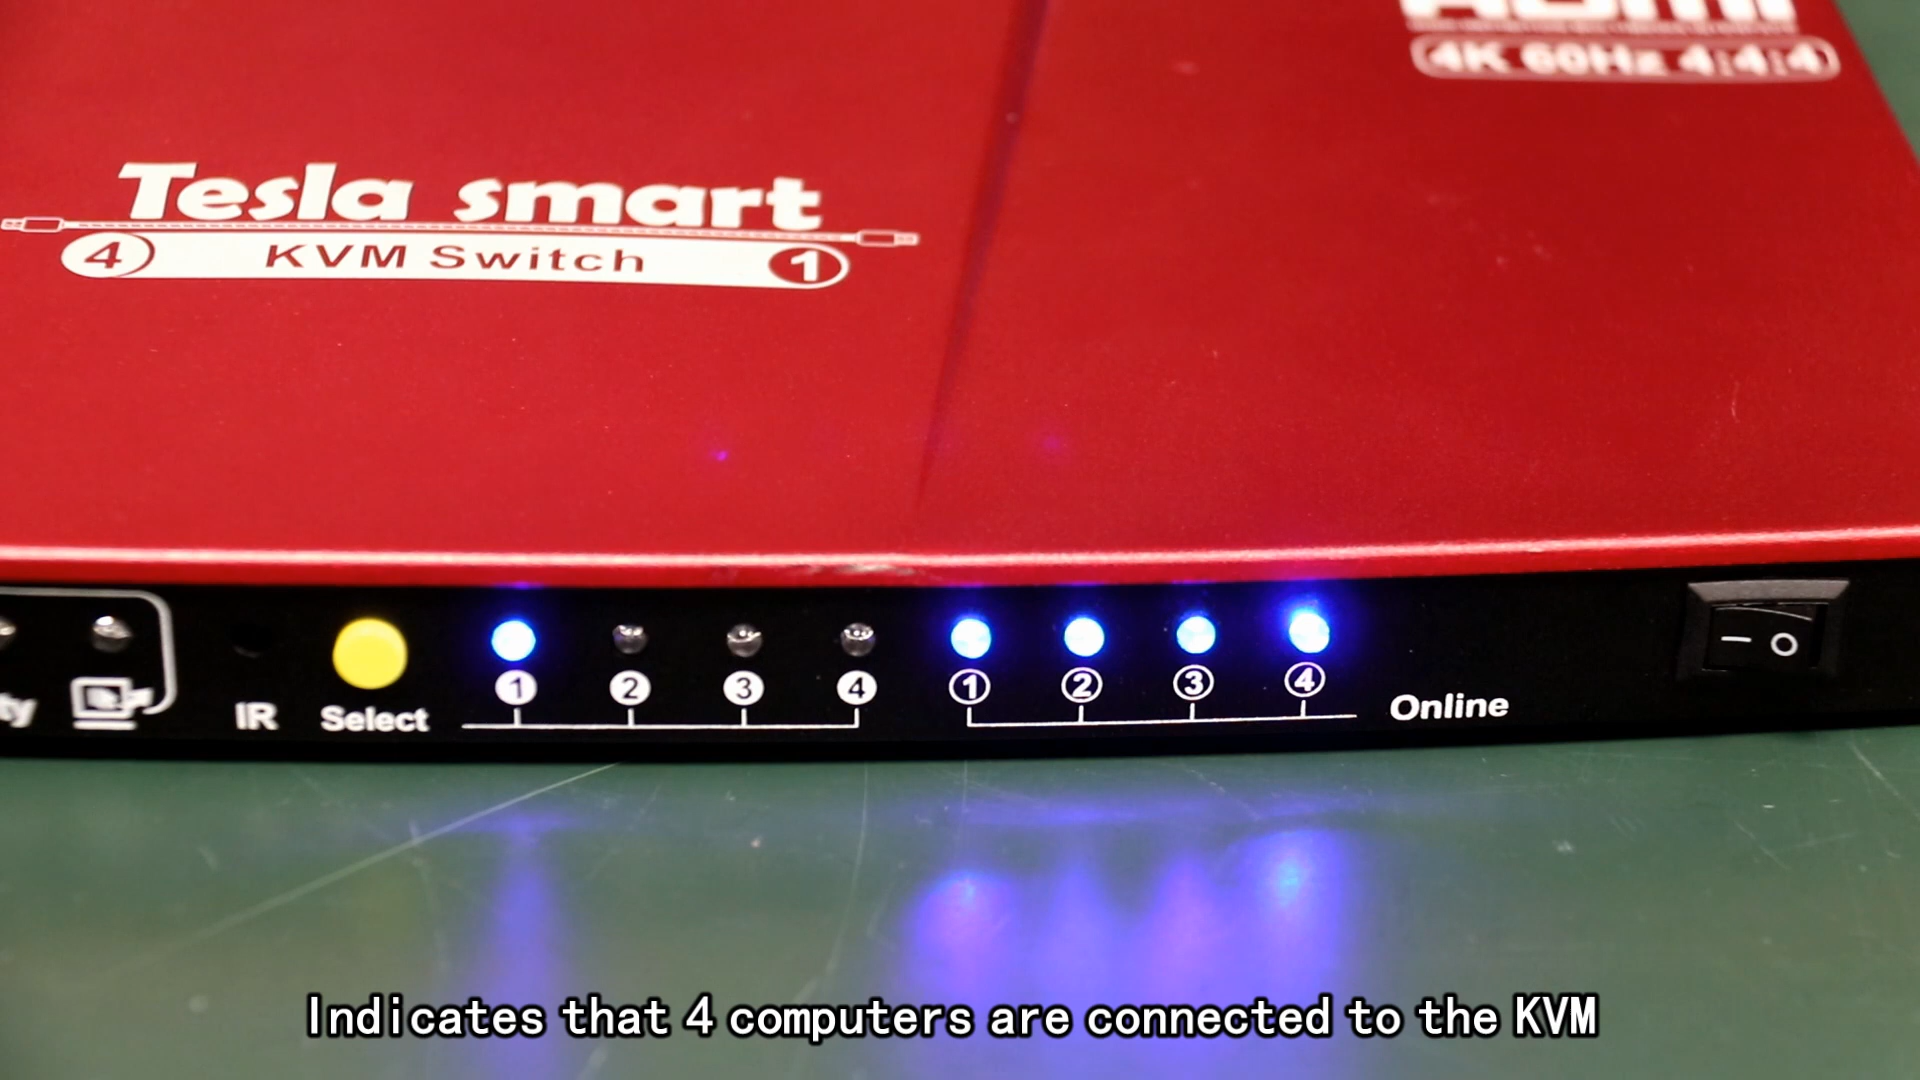 4K 60Hz 4:4:4
Tesla smart
4 KVM Switch 1
1 2 3 4 1 2 3 4
IR Select Online
Indicates that 4 computers are connected to the KVM